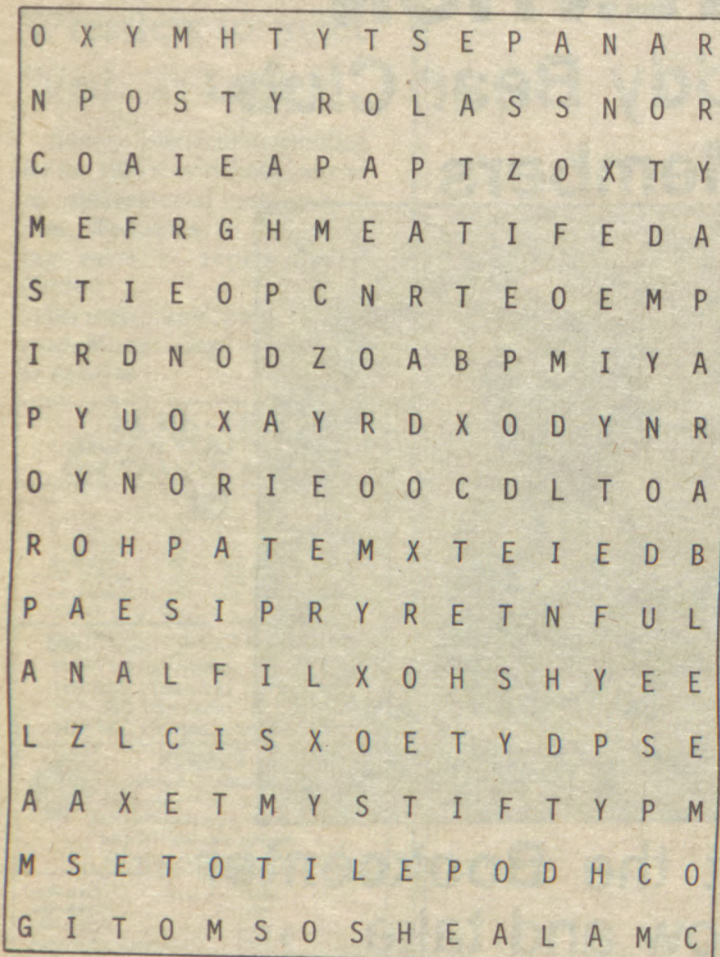 O X Y M H T Y T S E P A N A R
N P O S T Y R O L A S S N O R
C O A I E A P A P T Z O X T Y
M E F R G H M E A T I F E D A
S T I E O P C N R T E O E M P
I R D N O D Z O A B P M I Y A
P Y U O X A Y R D X O D Y N R
O Y N O R I E O O C D L T O A
R O H P A T E M X T E I E D B
P A E S I P R Y R E T N F U L
A N A L F I L X O H S H Y E E
L Z L C I S X O E T Y D P S E
A A X E T M Y S T I F T Y P M
M S E T O T I L E P O D H C O
G I T O M S O S H E A L A M C